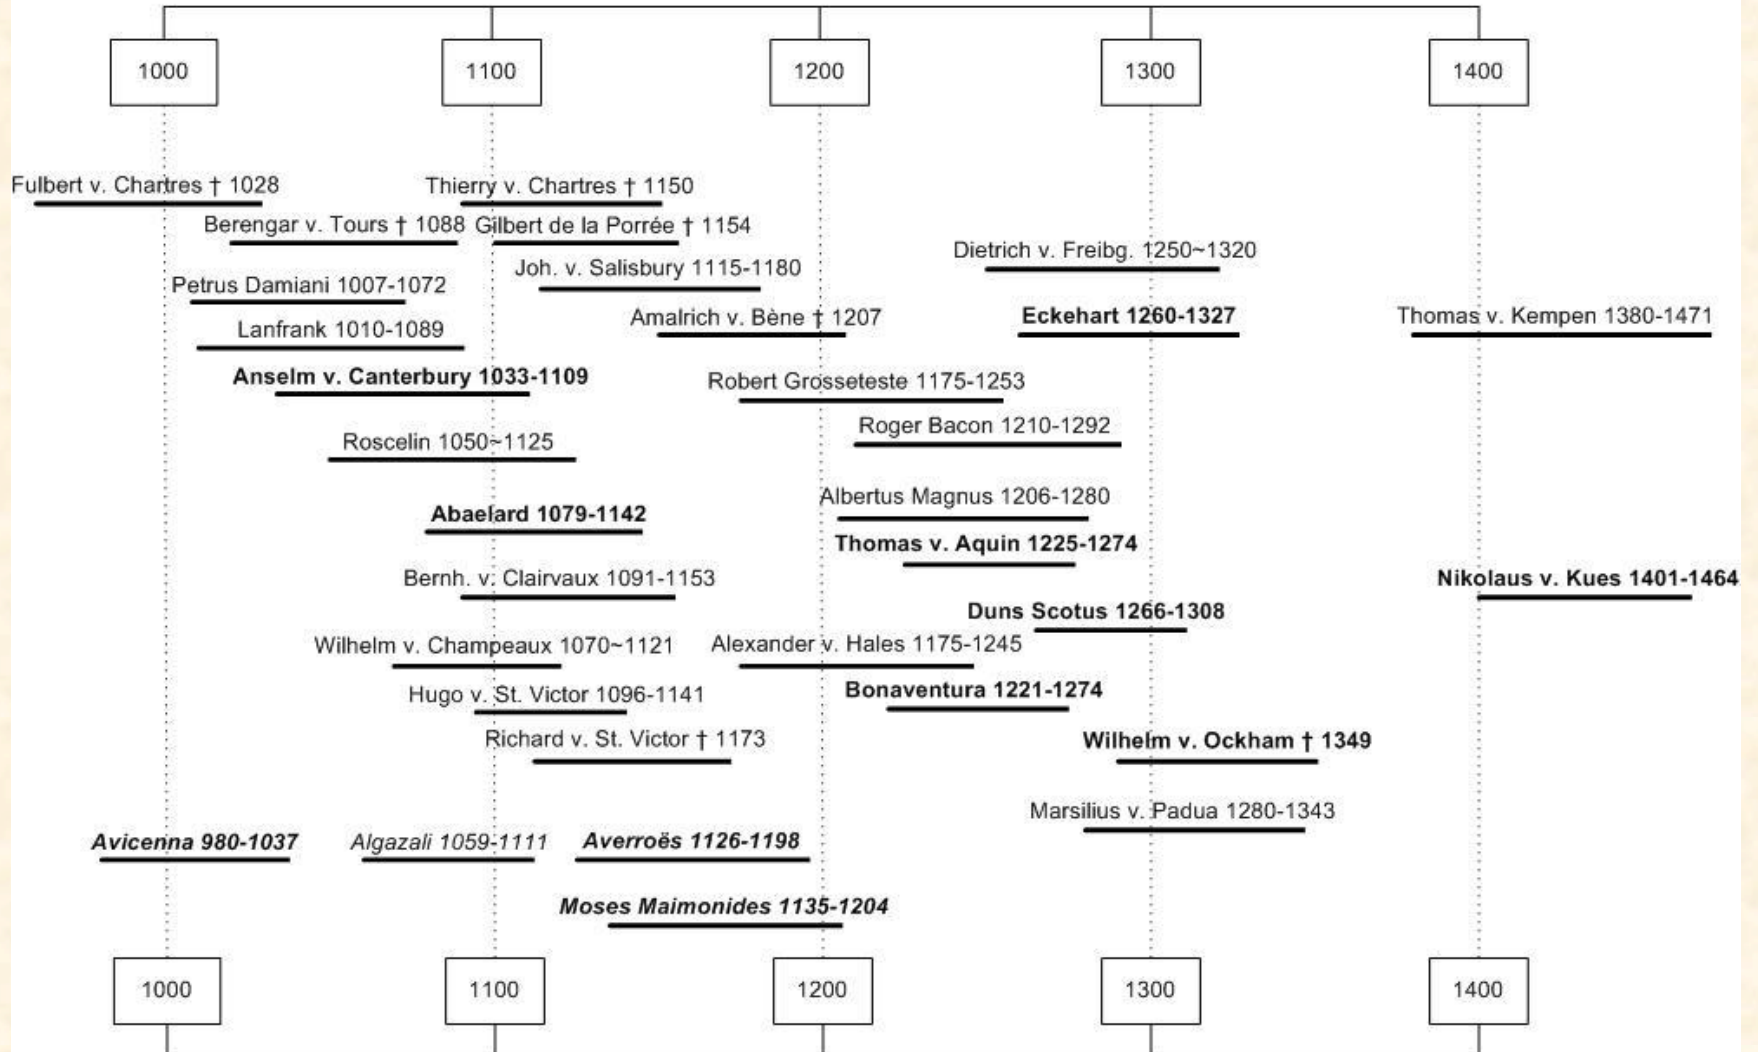 1000 1100 1200 1300 1400
Fulbert v. Chartres † 1028
Thierry v. Chartres † 1150
Berengar v. Tours † 1088
Gilbert de la Porrée † 1154
Dietrich v. Freibg. 1250~1320
Joh. v. Salisbury 1115-1180
Petrus Damiani 1007-1072
Amalrich v. Bène † 1207
Eckehart 1260-1327
Thomas v. Kempen 1380-1471
Lanfrank 1010-1089
Anselm v. Canterbury 1033-1109
Robert Grosseteste 1175-1253
Roger Bacon 1210-1292
Roscelin 1050~1125
Albertus Magnus 1206-1280
Abaelard 1079-1142
Thomas v. Aquin 1225-1274
Bernh. v. Clairvaux 1091-1153
Nikolaus v. Kues 1401-1464
Duns Scotus 1266-1308
Wilhelm v. Champeaux 1070~1121
Alexander v. Hales 1175-1245
Hugo v. St. Victor 1096-1141
Bonaventura 1221-1274
Richard v. St. Victor † 1173
Wilhelm v. Ockham † 1349
Marsilius v. Padua 1280-1343
Avicenna 980-1037
Algazali 1059-1111
Averroës 1126-1198
Moses Maimonides 1135-1204
1000 1100 1200 1300 1400